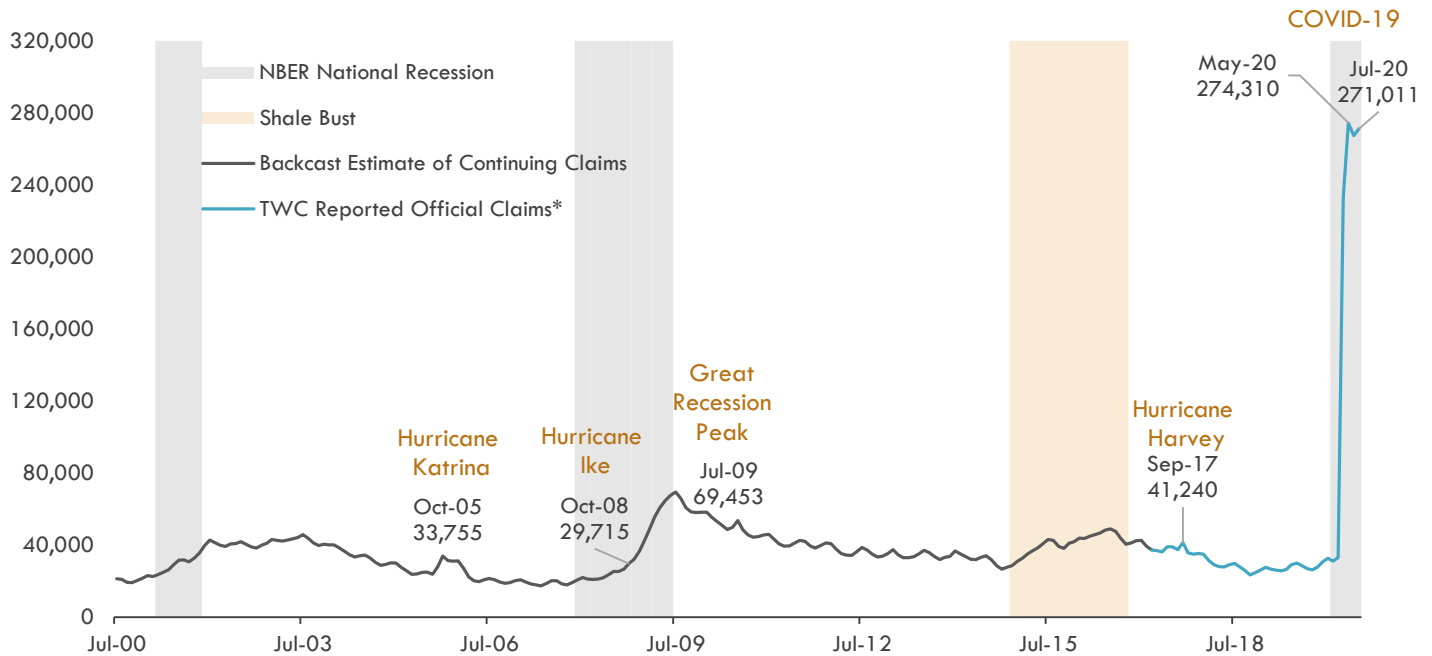 COVID-19
320,000
280,000
240,000
200,000
160,000
120,000
80,000
40,000
0
NBER National Recession
Shale Bust
Backcast Estimate of Continuing Claims
TWC Reported Official Claims*
May-20
274,310
Jul-20
271,011
Hurricane
Katrina
Oct-05
33,755
Hurricane
Ike
Oct-08
29,715
Great
Recession
Peak
Jul-09
69,453
Hurricane
Harvey
Sep-17
41,240
Jul-00
Jul-03
Jul-06
Jul-09
Jul-12
Jul-15
Jul-18